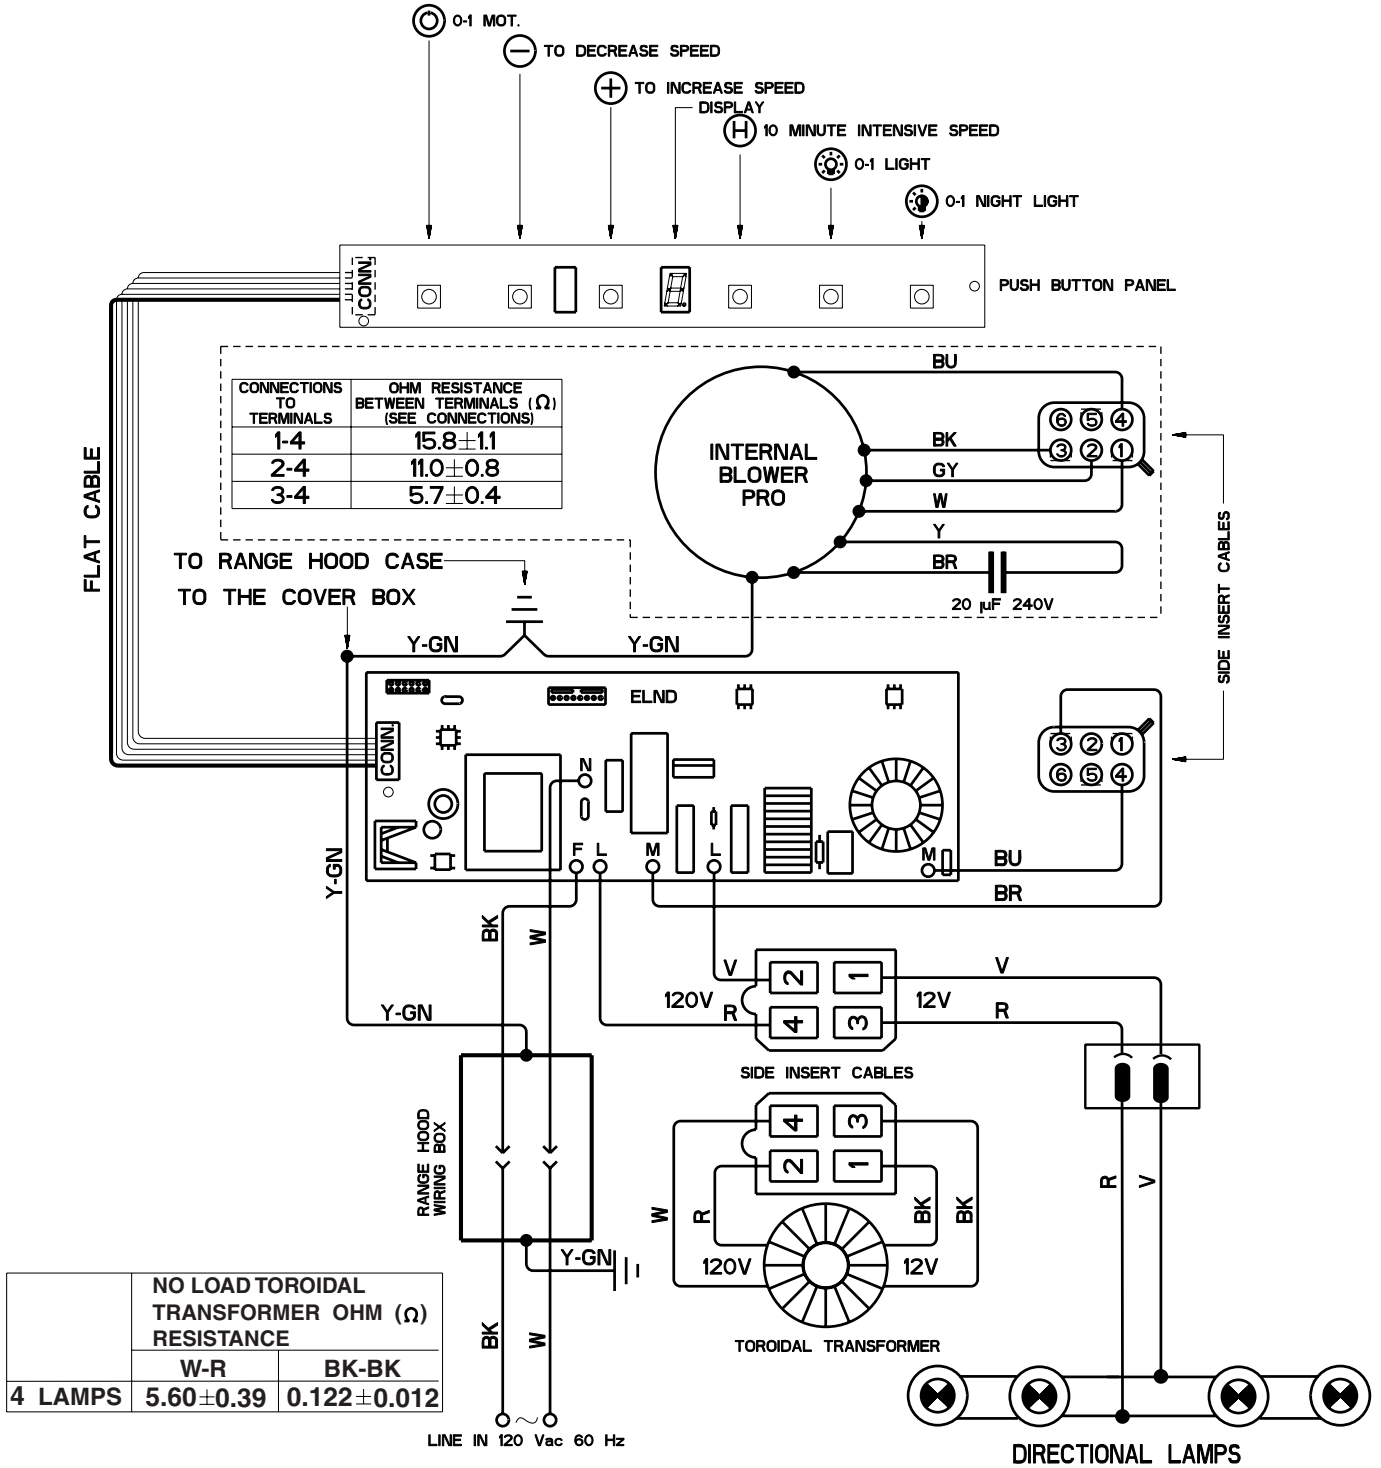 0-1 MOT.
TO DECREASE SPEED
TO INCREASE SPEED
DISPLAY
H 10 MINUTE INTENSIVE SPEED
0-1 LIGHT
0-1 NIGHT LIGHT
CONN.
8.
PUSH BUTTON PANEL
FLAT CABLE
CONNECTIONS TO TERMINALS
OHM RESISTANCE BETWEEN TERMINALS (Ω) (SEE CONNECTIONS)
1-4 15.8±1.1
2-4 11.0±0.8
3-4 5.7±0.4
INTERNAL
BLOWER
PRO
BU
BK
GY
W
Y
BR
20 µF 240V
6 5 4
3 2 1
SIDE INSERT CABLES
TO RANGE HOOD CASE
TO THE COVER BOX
Y-GN
Y-GN
ELND
CONN.
N
F L M L M
3 2 1
6 5 4
BU
BR
Y-GN
BK
W
Y-GN
V
R
120V
2 1
4 3
12V
V
R
SIDE INSERT CABLES
RANGE HOOD
WIRING BOX
4 3
2 1
W
R
BK
BK
120V
12V
TOROIDAL TRANSFORMER
R
V
Y-GN
BK
W
NO LOAD TOROIDAL
TRANSFORMER OHM (Ω)
RESISTANCE
W-R BK-BK
4 LAMPS 5.60±0.39 0.122±0.012
LINE IN 120 Vac 60 Hz
DIRECTIONAL LAMPS